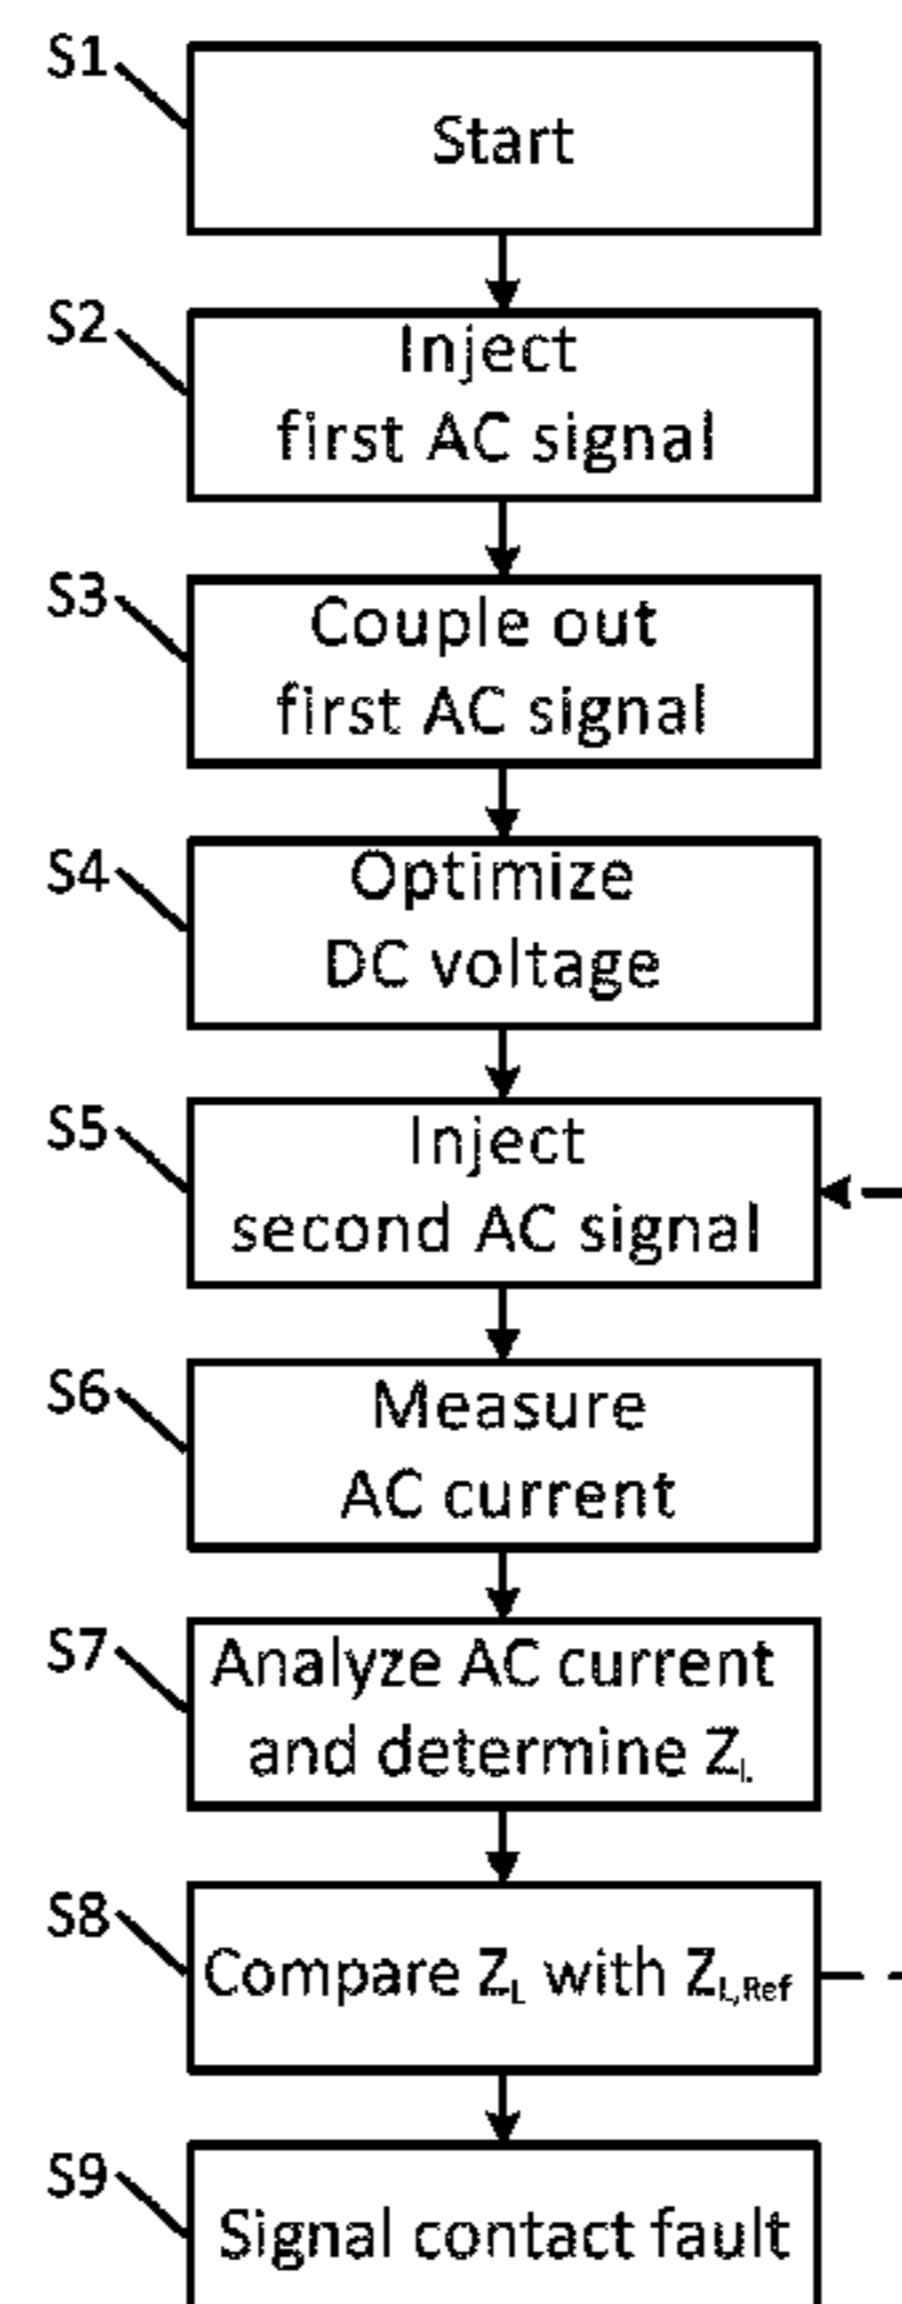 S1
Start
S2
Inject
first AC signal
S3
Couple out
first AC signal
S4
Optimize
DC voltage
S5
Inject
second AC signal
S6
Measure
AC current
S7
Analyze AC current
and determine ZL
S8
Compare ZL with ZL,Ref
S9
Signal contact fault